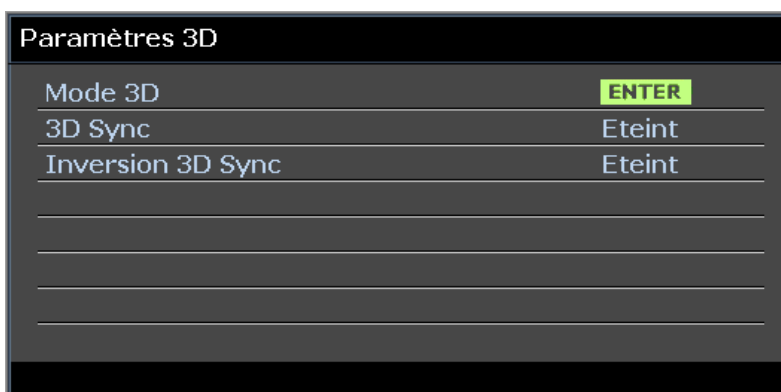 Paramètres 3D
Mode 3D ENTER
3D Sync Eteint
Inversion 3D Sync Eteint